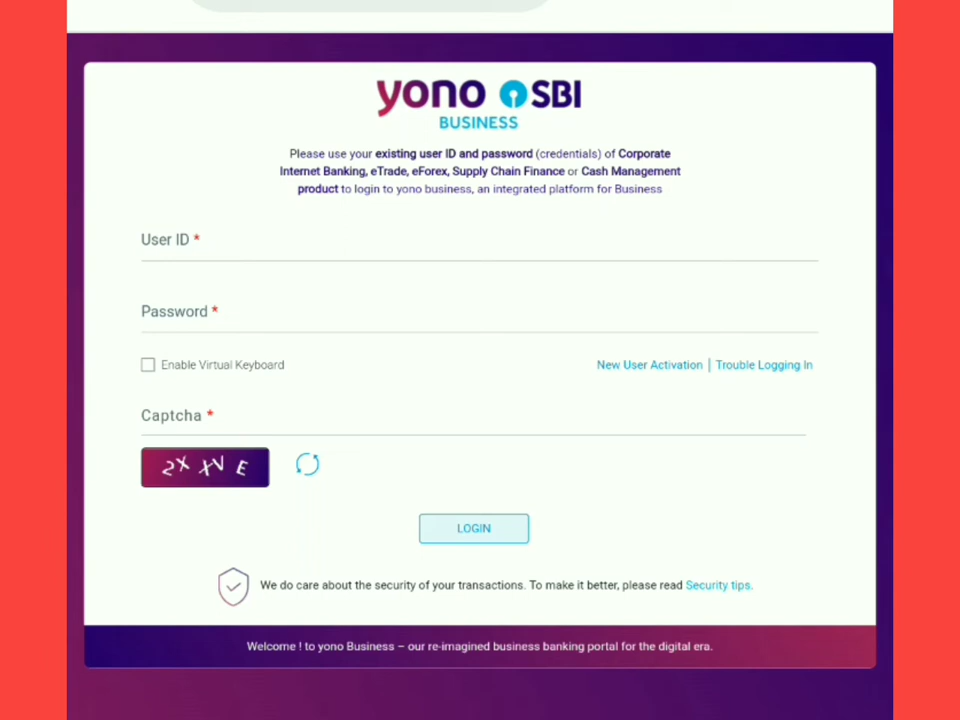 yono SBI
BUSINESS
Please use your existing user ID and password (credentials) of Corporate
Internet Banking, eTrade, eForex, Supply Chain Finance or Cash Management
product to login to yono business, an integrated platform for Business
User ID *
Password *
Enable Virtual Keyboard
New User Activation | Trouble Logging In
Captcha *
2X XV E
LOGIN
We do care about the security of your transactions. To make it better, please read Security tips.
Welcome ! to yono Business – our re-imagined business banking portal for the digital era.